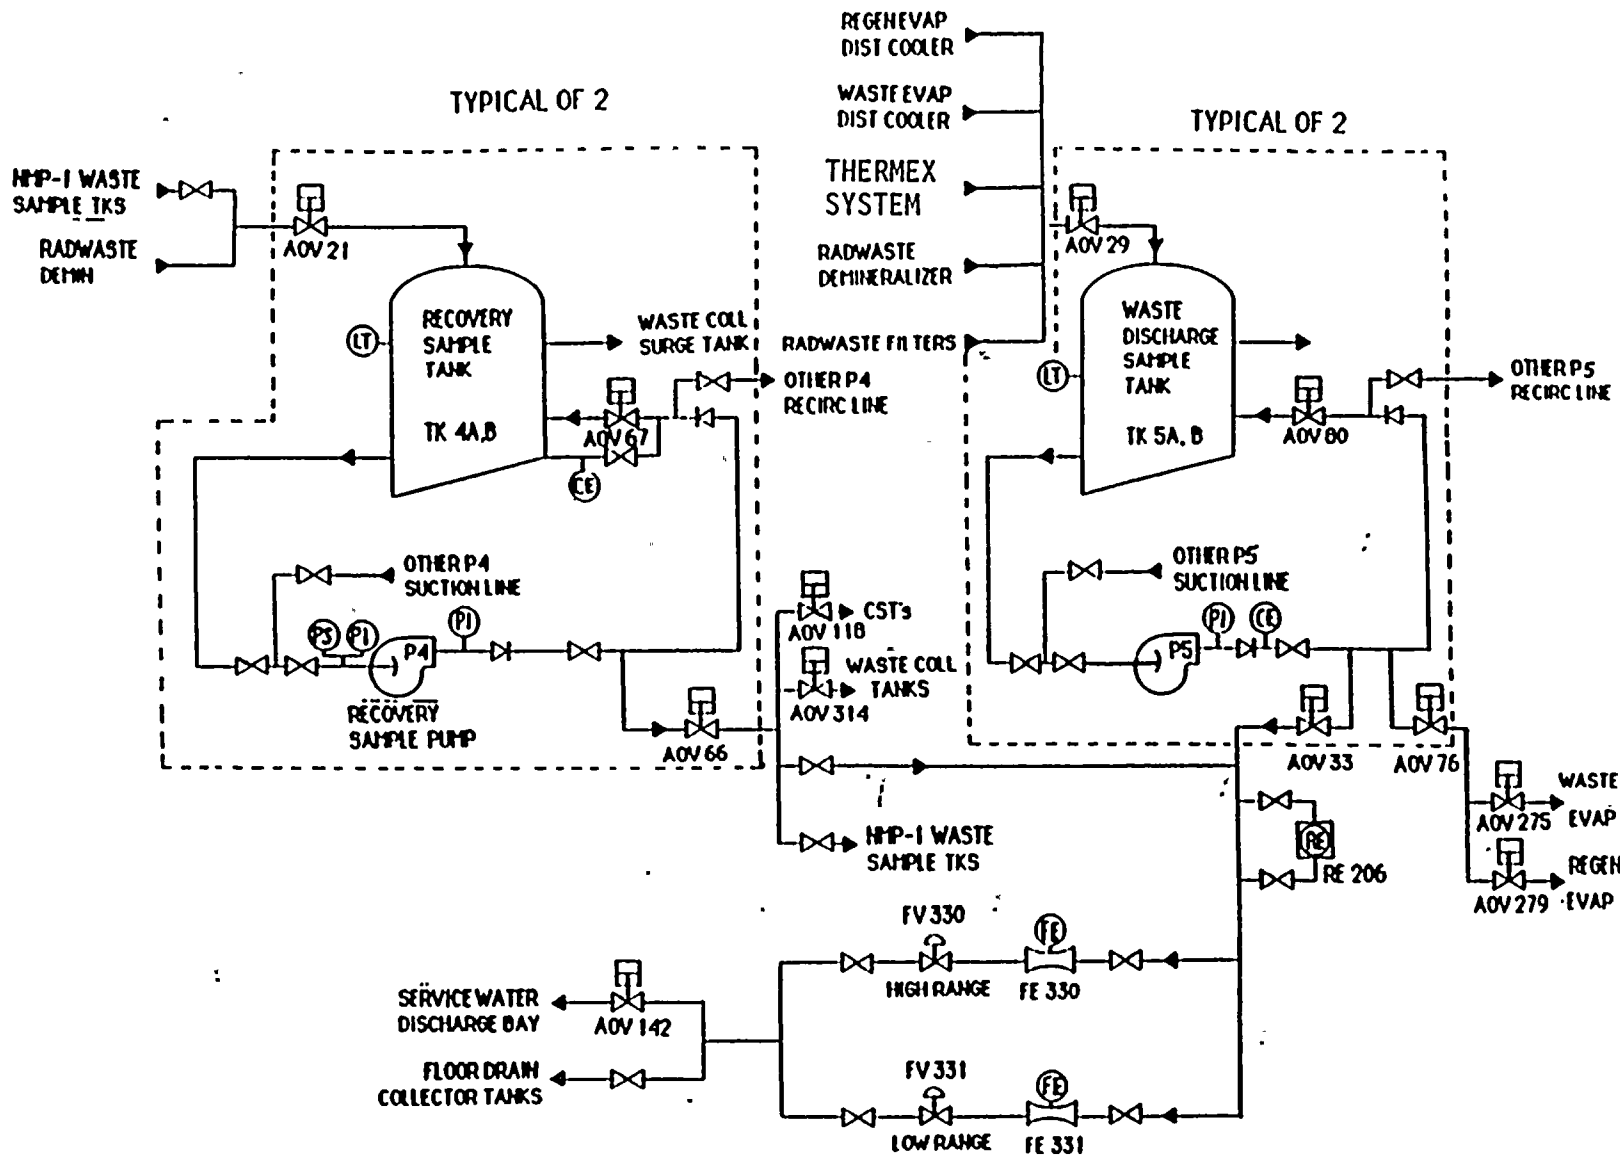 TYPICAL OF 2
NMP-1 WASTE
SAMPLE TKS
RADWASTE
DEMIN
AOV 21
RECOVERY
SAMPLE
TANK
TK 4A,B
LT
WASTE COLL
SURGE TANK
OTHER P4
RECIRC LINE
AOV 67
CE
OTHER P4
SUCTION LINE
PS
PI
P4
PI
RECOVERY
SAMPLE PUMP
AOV 66
CST's
AOV 118
WASTE COLL
TANKS
AOV 314
NMP-1 WASTE
SAMPLE TKS
REGEN EVAP
DIST COOLER
WASTE EVAP
DIST COOLER
THERMEX
SYSTEM
RADWASTE
DEMINERALIZER
RADWASTE FILTERS
TYPICAL OF 2
AOV 29
WASTE
DISCHARGE
SAMPLE
TANK
TK 5A, B
LT
OTHER P5
RECIRC LINE
AOV 80
OTHER P5
SUCTION LINE
P5
PI
CE
AOV 33
AOV 76
WASTE
EVAP
AOV 275
REGEN
EVAP
AOV 279
RE
RE 206
FV 330
HIGH RANGE
FE
FE 330
FV 331
LOW RANGE
FE
FE 331
SERVICE WATER
DISCHARGE BAY
AOV 142
FLOOR DRAIN
COLLECTOR TANKS